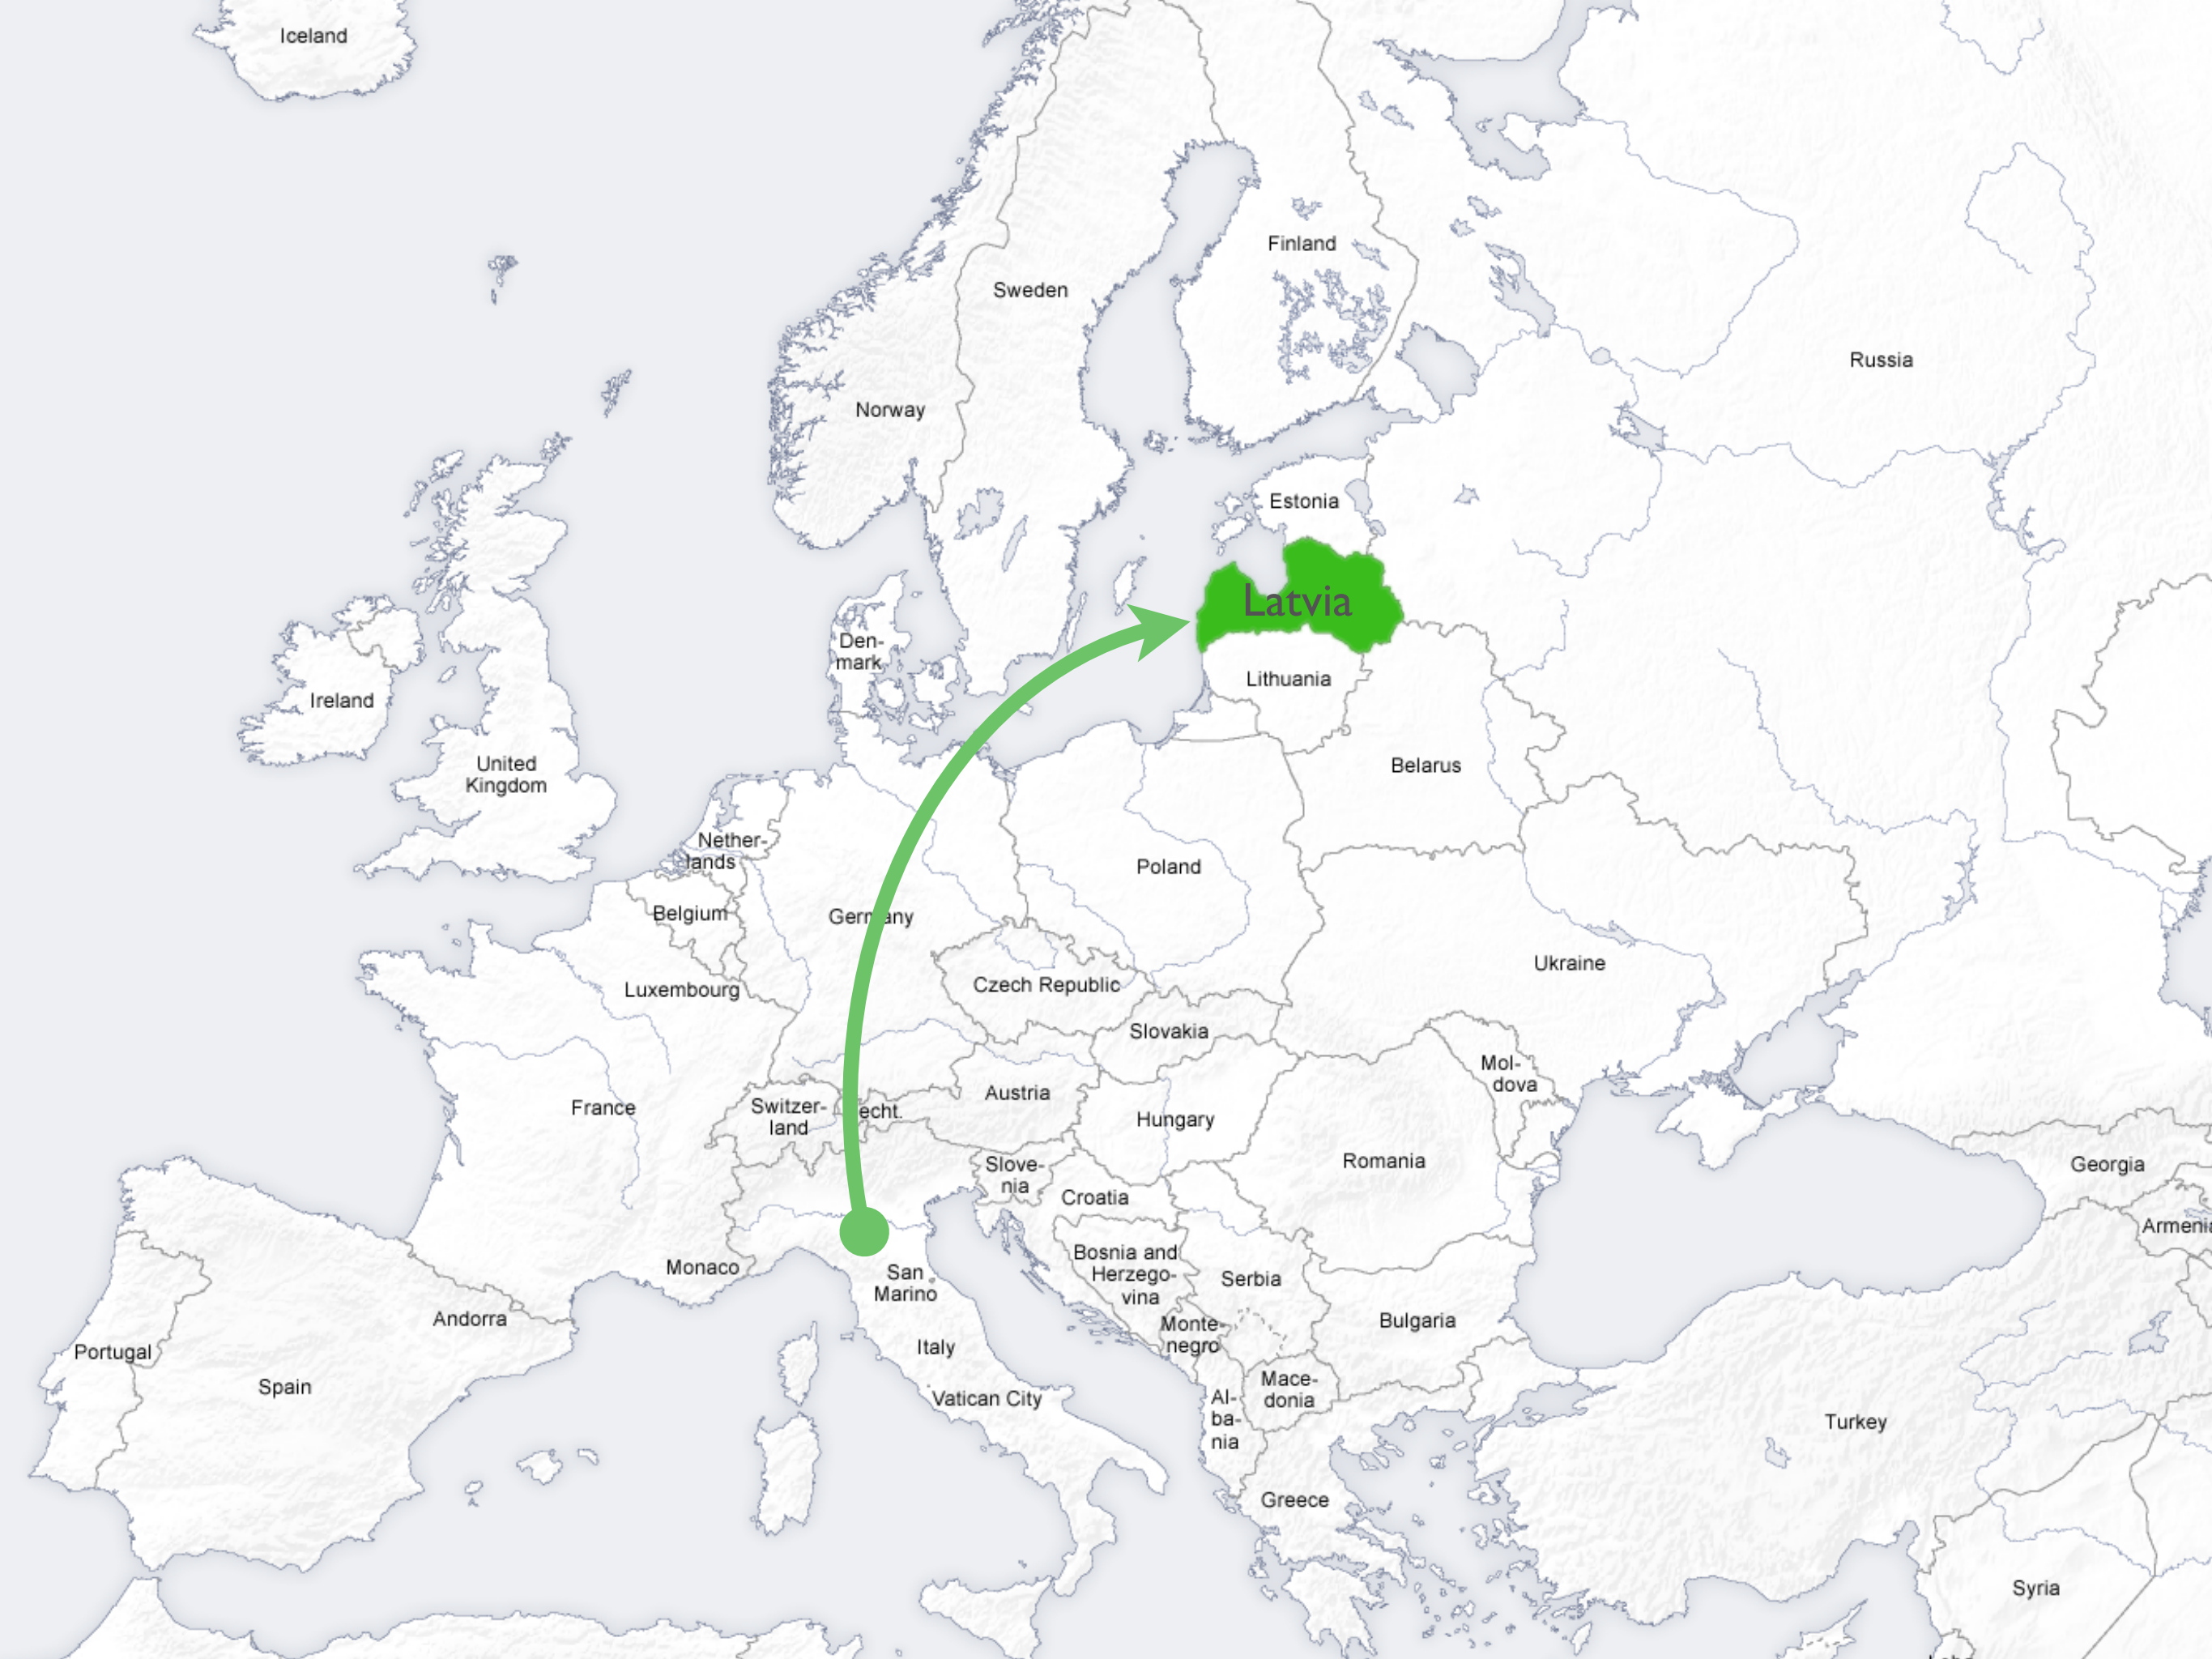 Iceland
Finland
Sweden
Russia
Norway
Estonia
Latvia
Den-
mark
Lithuania
Ireland
United
Kingdom
Belarus
Nether-
lands
Poland
Belgium
Germany
Ukraine
Czech Republic
Luxembourg
Slovakia
Mol-
dova
Austria
France
Switzer-
land
echt.
Hungary
Romania
Georgia
Slove-
nia
Croatia
Armenia
Bosnia and
Herzego-
vina
Monaco
San
Marino
Serbia
Andorra
Bulgaria
Monte-
negro
Portugal
Italy
Spain
Vatican City
Mace-
donia
Al-
ba-
nia
Turkey
Greece
Syria